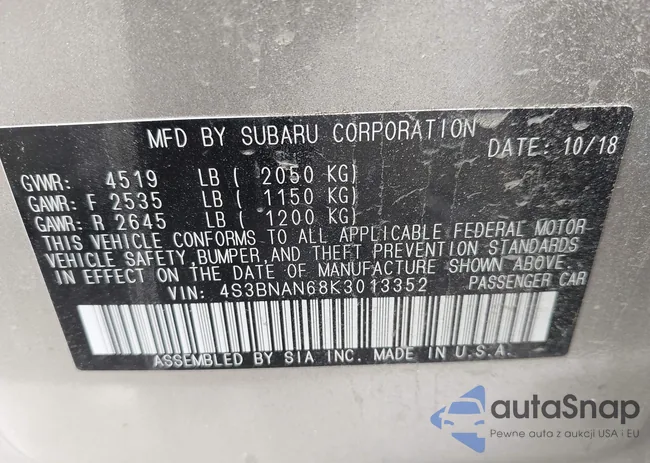 MFD BY SUBARU CORPORATION
DATE: 10/18
GVWR: 4519 LB ( 2050 KG)
GAWR: F 2535 LB ( 1150 KG)
GAWR: R 2645 LB ( 1200 KG)
THIS VEHICLE CONFORMS TO ALL APPLICABLE FEDERAL MOTOR
VEHICLE SAFETY, BUMPER, AND THEFT PREVENTION STANDARDS
IN EFFECT ON THE DATE OF MANUFACTURE SHOWN ABOVE.
VIN: 4S3BNAN68K3013352 PASSENGER CAR
ASSEMBLED BY SIA INC. MADE IN U.S.A.
autoSnap
Pewne auta z aukcji USA i EU